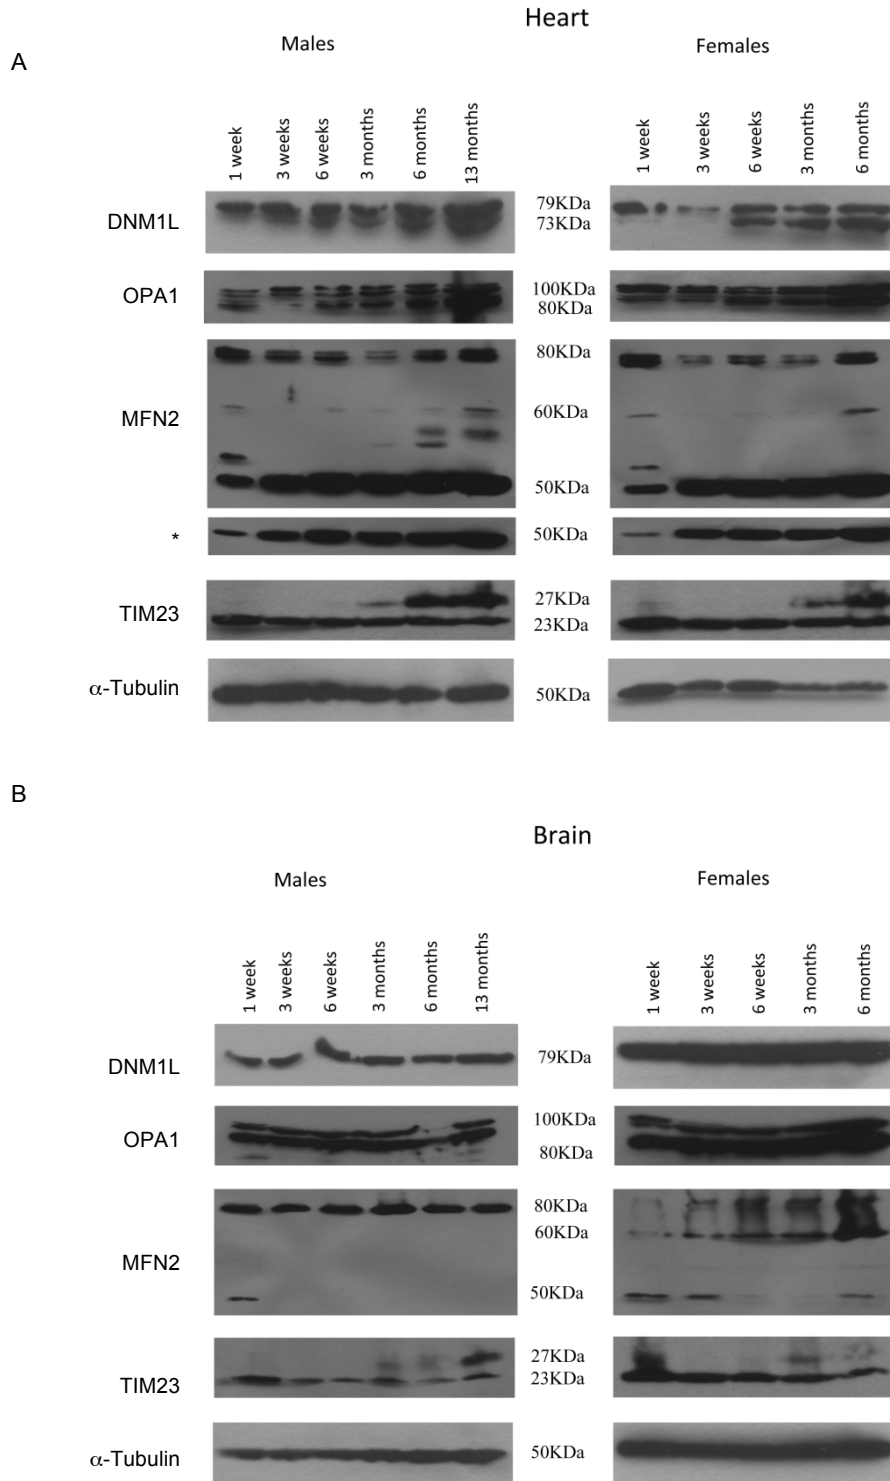 Heart
Males
Females
A
1 week
3 weeks
6 weeks
3 months
6 months
13 months
1 week
3 weeks
6 weeks
3 months
6 months
DNM1L
79KDa
73KDa
OPA1
100KDa
80KDa
MFN2
80KDa
60KDa
50KDa
*
50KDa
TIM23
27KDa
23KDa
α-Tubulin
50KDa
B
Brain
Males
Females
1 week
3 weeks
6 weeks
3 months
6 months
13 months
1 week
3 weeks
6 weeks
3 months
6 months
DNM1L
79KDa
OPA1
100KDa
80KDa
MFN2
80KDa
60KDa
50KDa
TIM23
27KDa
23KDa
α-Tubulin
50KDa